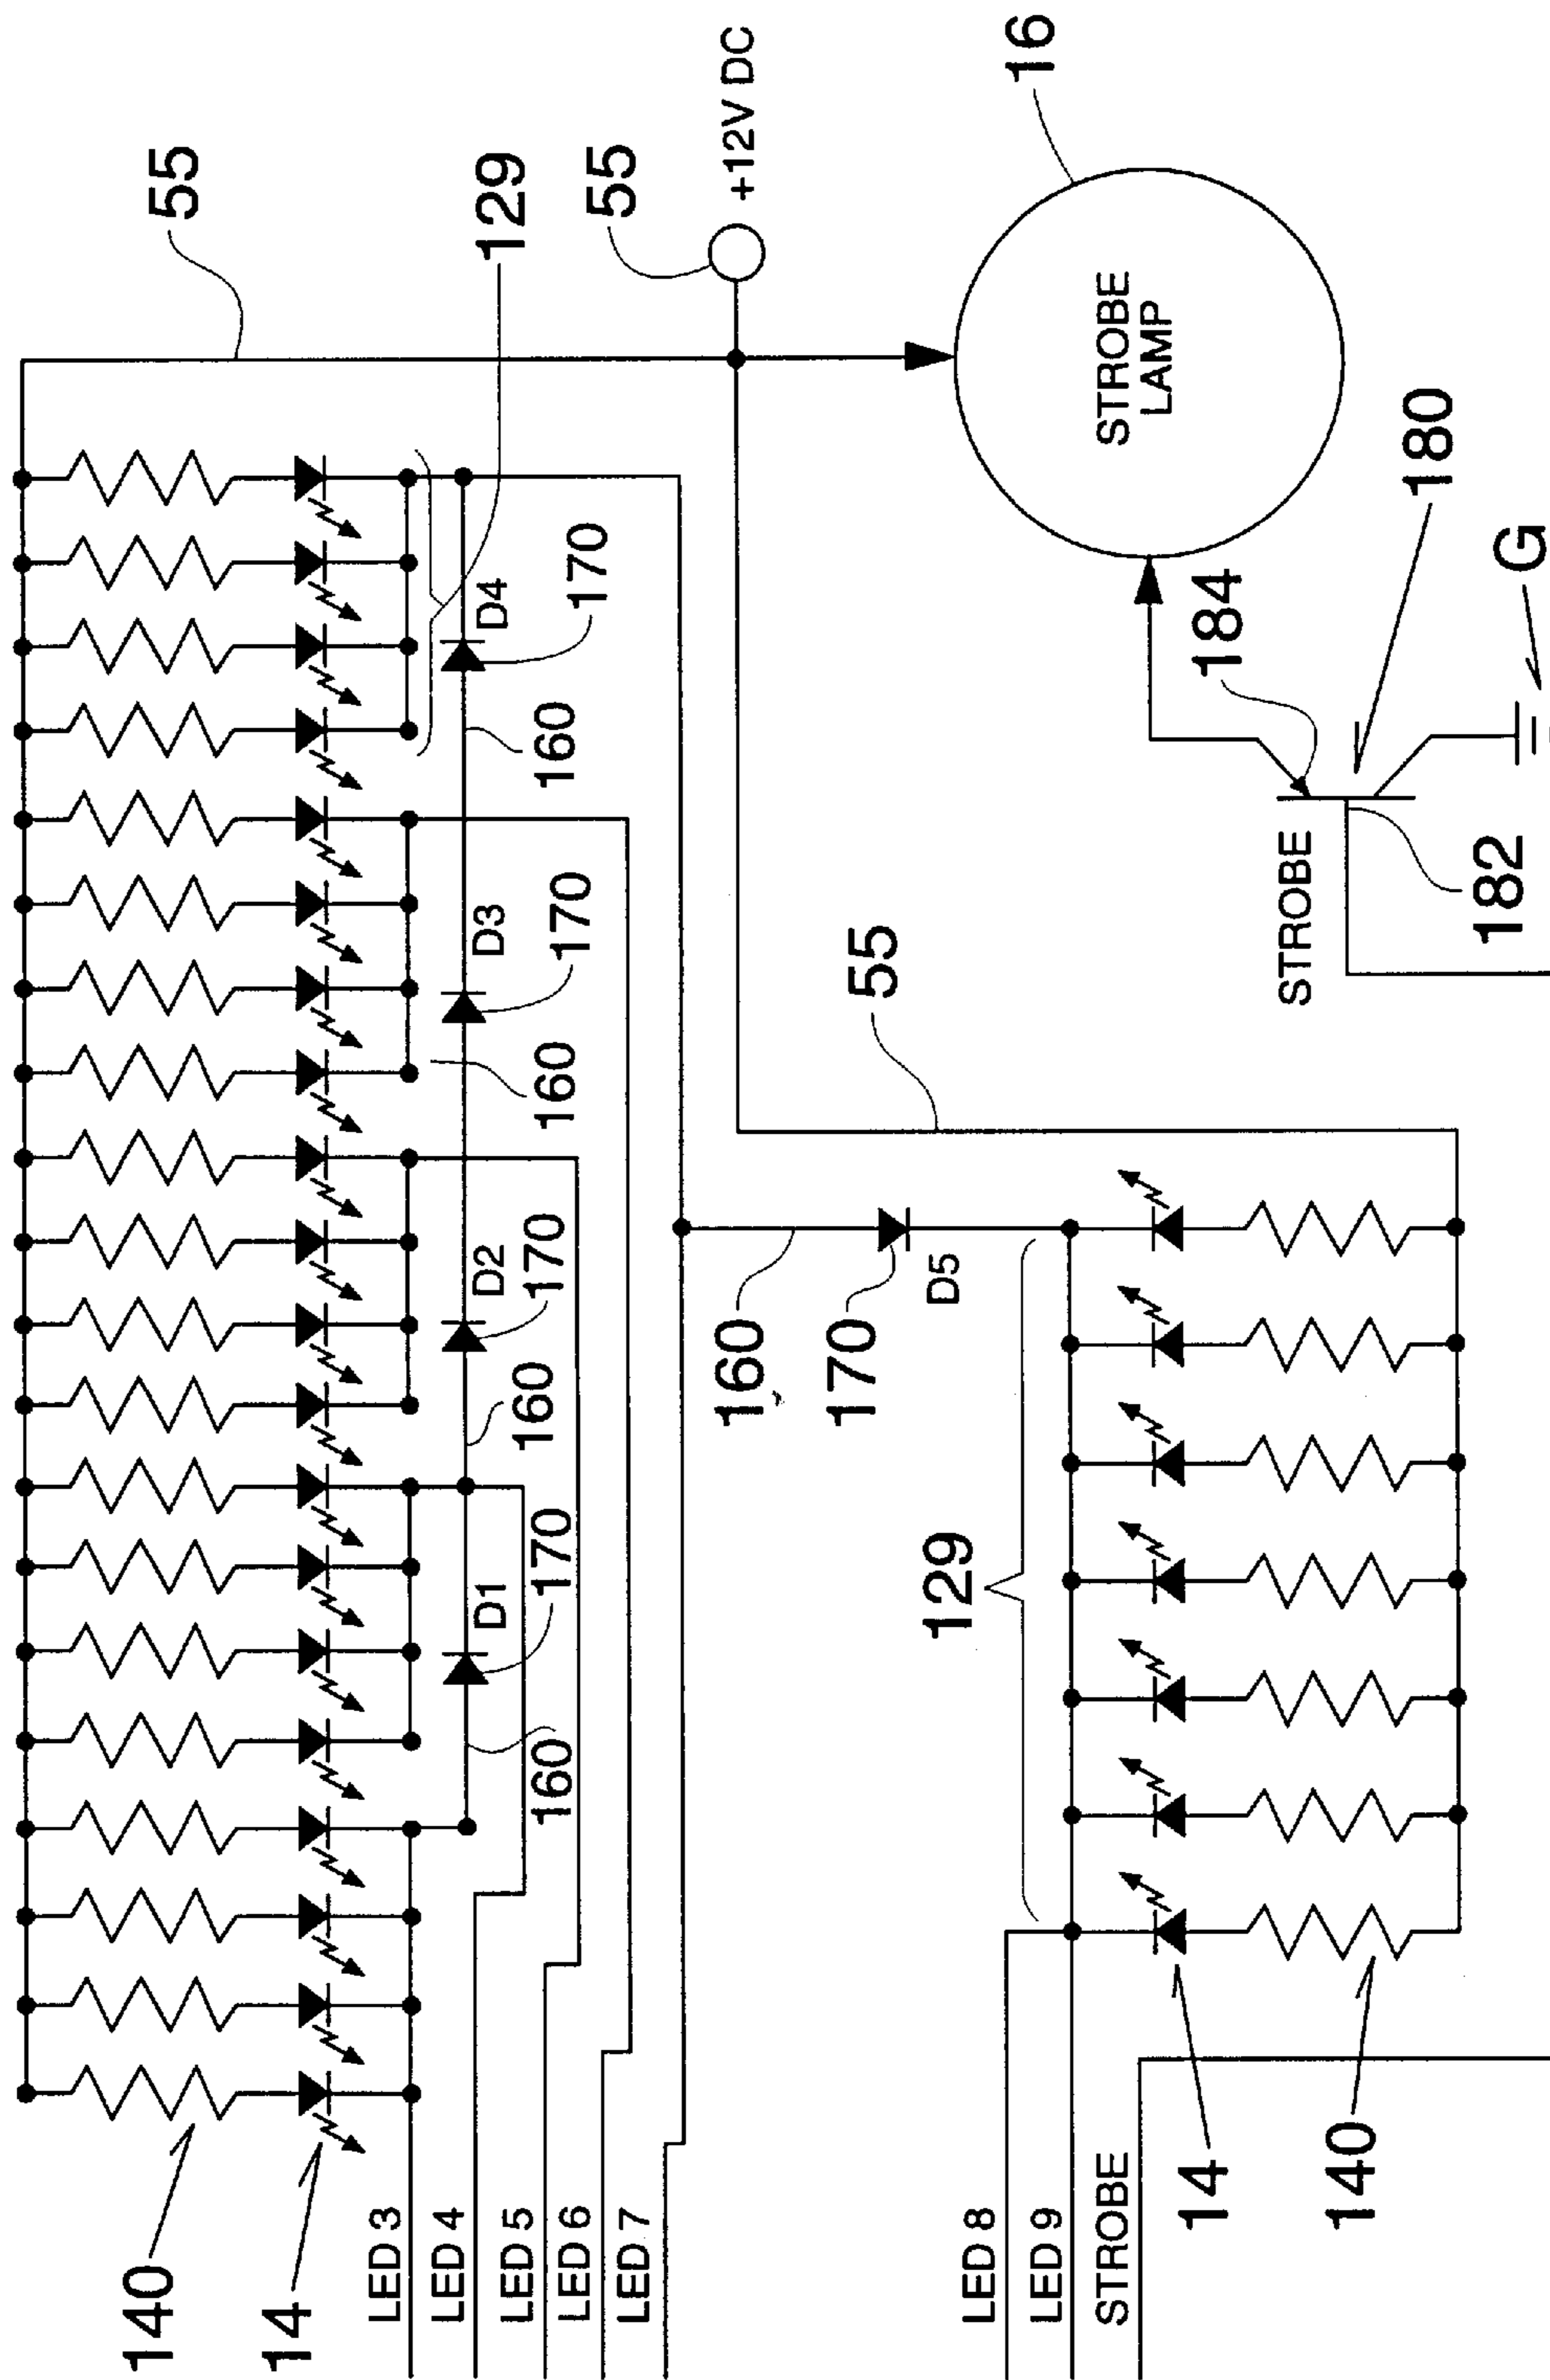 55
129
55
+12V DC
16
STROBE
LAMP
D4
170
160
D3
170
160
D2
170
160
D1
170
160
140
14
LED 3
LED 4
LED 5
LED 6
LED 7
160
170
D5
55
129
184
180
G
STROBE
182
LED 8
LED 9
STROBE
14
140